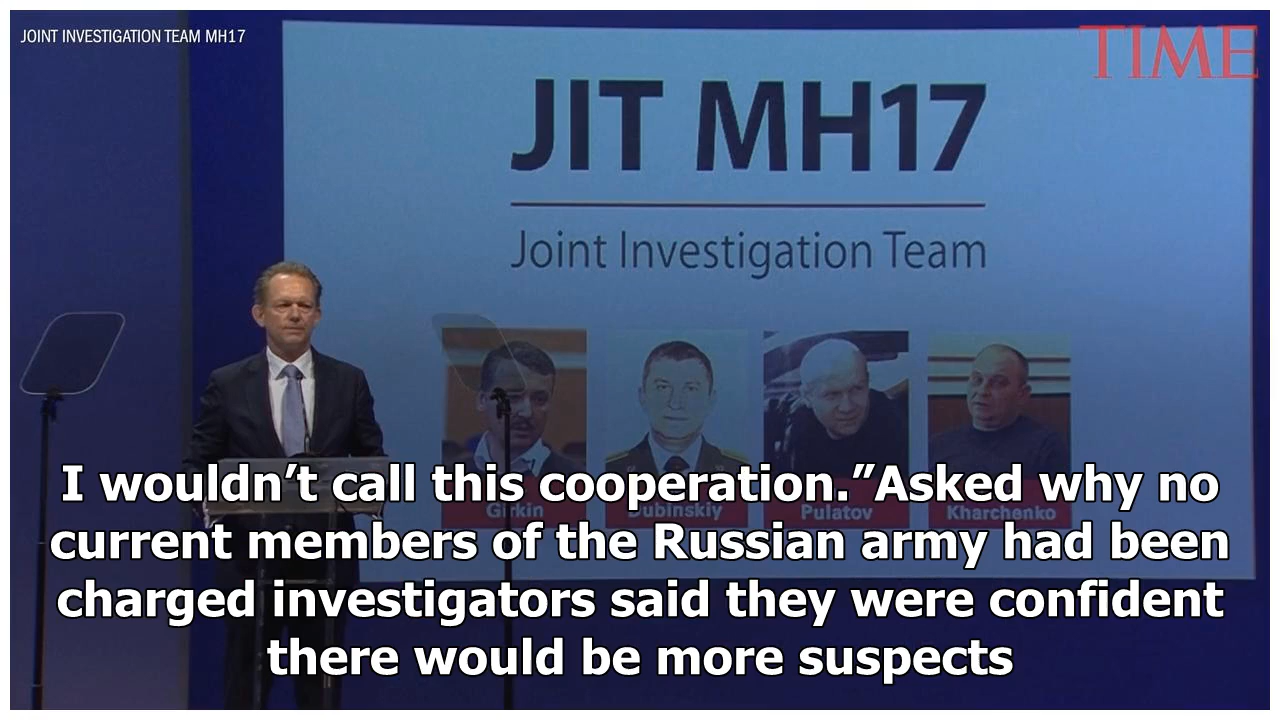 JOINT INVESTIGATION TEAM MH17
TIME
JIT MH17
Joint Investigation Team
Girkin
Dubinskiy
Pulatov
Kharchenko
I wouldn’t call this cooperation.”Asked why no
current members of the Russian army had been
charged investigators said they were confident
there would be more suspects